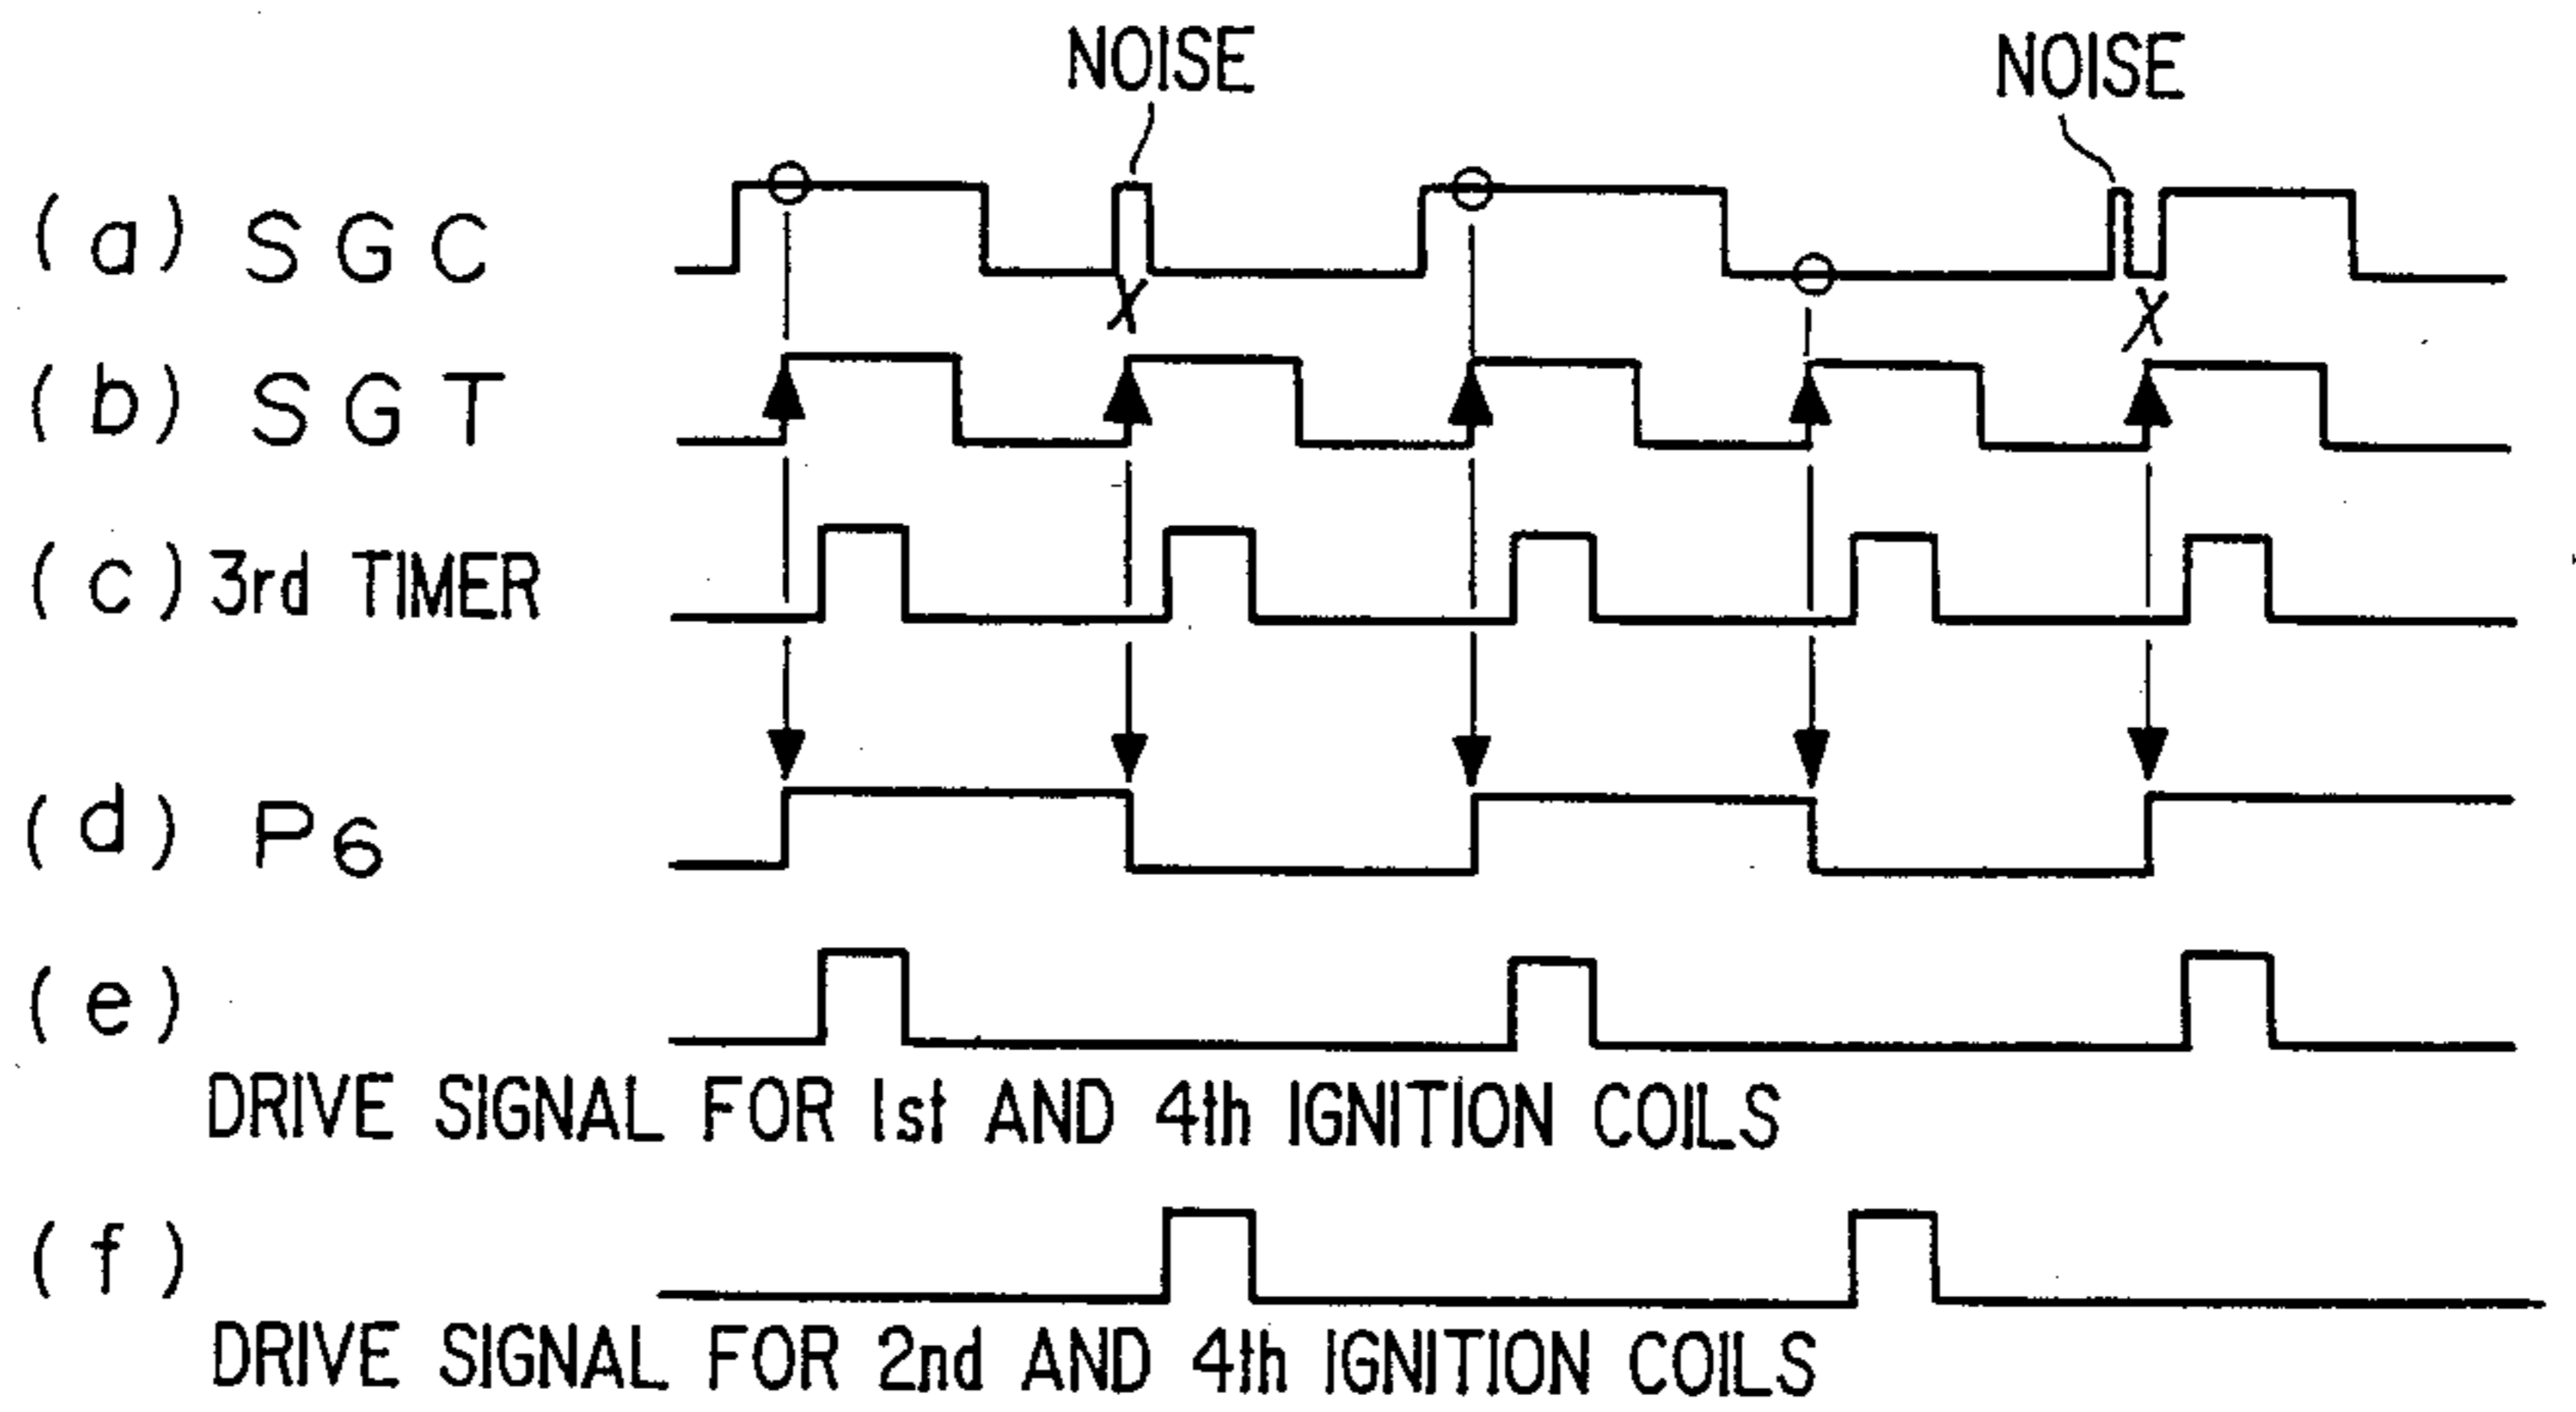 NOISE NOISE
(a) SGC
(b) SGT
(c) 3rd TIMER
(d) P6
(e)
DRIVE SIGNAL FOR 1st AND 4th IGNITION COILS
(f)
DRIVE SIGNAL FOR 2nd AND 4th IGNITION COILS